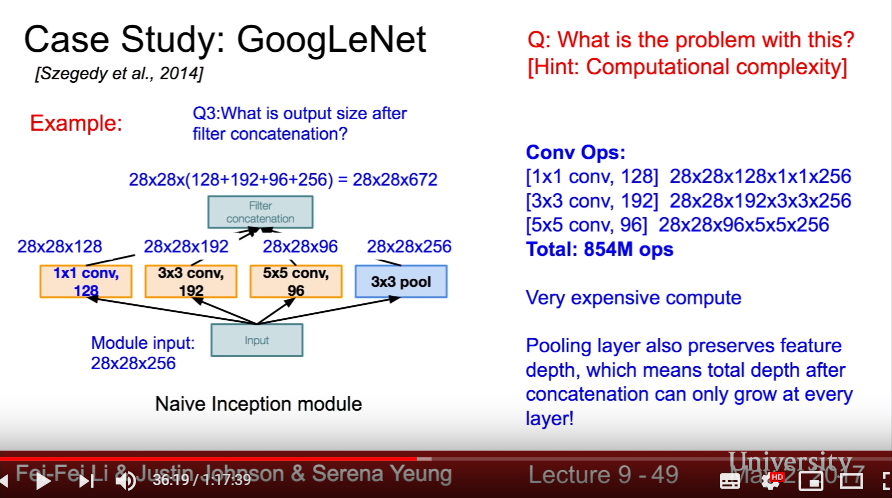 Case Study: GoogLeNet
[Szegedy et al., 2014]
Q: What is the problem with this?
[Hint: Computational complexity]
Example:
Q3:What is output size after
filter concatenation?
28x28x(128+192+96+256) = 28x28x672
Filter
concatenation
28x28x128
28x28x192
28x28x96
28x28x256
1x1 conv,
128
3x3 conv,
192
5x5 conv,
96
3x3 pool
Module input:
28x28x256
Input
Naive Inception module
Conv Ops:
[1x1 conv, 128] 28x28x128x1x1x256
[3x3 conv, 192] 28x28x192x3x3x256
[5x5 conv, 96] 28x28x96x5x5x256
Total: 854M ops
Very expensive compute
Pooling layer also preserves feature
depth, which means total depth after
concatenation can only grow at every
layer!
Fei-Fei Li & Justin Johnson & Serena Yeung
36:19 / 1:17:39
Lecture 9 - 49
University
2017
HD